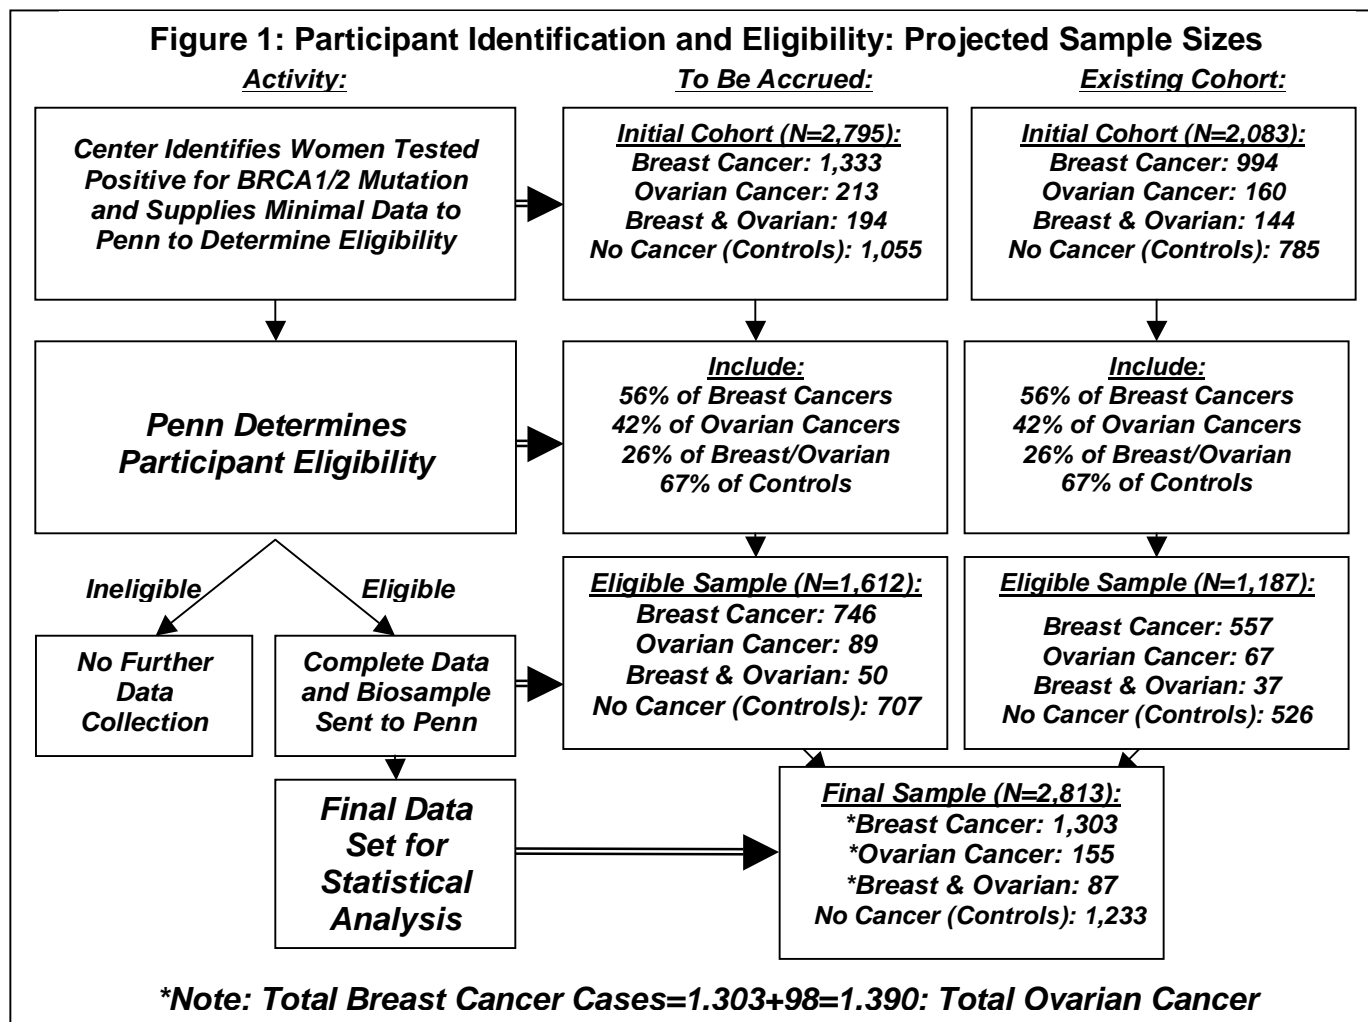 Figure 1: Participant Identification and Eligibility: Projected Sample Sizes
Activity:
To Be Accrued:
Existing Cohort:
Center Identifies Women Tested
Positive for BRCA1/2 Mutation
and Supplies Minimal Data to
Penn to Determine Eligibility
Initial Cohort (N=2,795):
Breast Cancer: 1,333
Ovarian Cancer: 213
Breast & Ovarian: 194
No Cancer (Controls): 1,055
Initial Cohort (N=2,083):
Breast Cancer: 994
Ovarian Cancer: 160
Breast & Ovarian: 144
No Cancer (Controls): 785
Penn Determines
Participant Eligibility
Include:
56% of Breast Cancers
42% of Ovarian Cancers
26% of Breast/Ovarian
67% of Controls
Include:
56% of Breast Cancers
42% of Ovarian Cancers
26% of Breast/Ovarian
67% of Controls
Ineligible
Eligible
No Further
Data
Collection
Complete Data
and Biosample
Sent to Penn
Eligible Sample (N=1,612):
Breast Cancer: 746
Ovarian Cancer: 89
Breast & Ovarian: 50
No Cancer (Controls): 707
Eligible Sample (N=1,187):
Breast Cancer: 557
Ovarian Cancer: 67
Breast & Ovarian: 37
No Cancer (Controls): 526
Final Data
Set for
Statistical
Analysis
Final Sample (N=2,813):
*Breast Cancer: 1,303
*Ovarian Cancer: 155
*Breast & Ovarian: 87
No Cancer (Controls): 1,233
*Note: Total Breast Cancer Cases=1,303+98=1,390; Total Ovarian Cancer